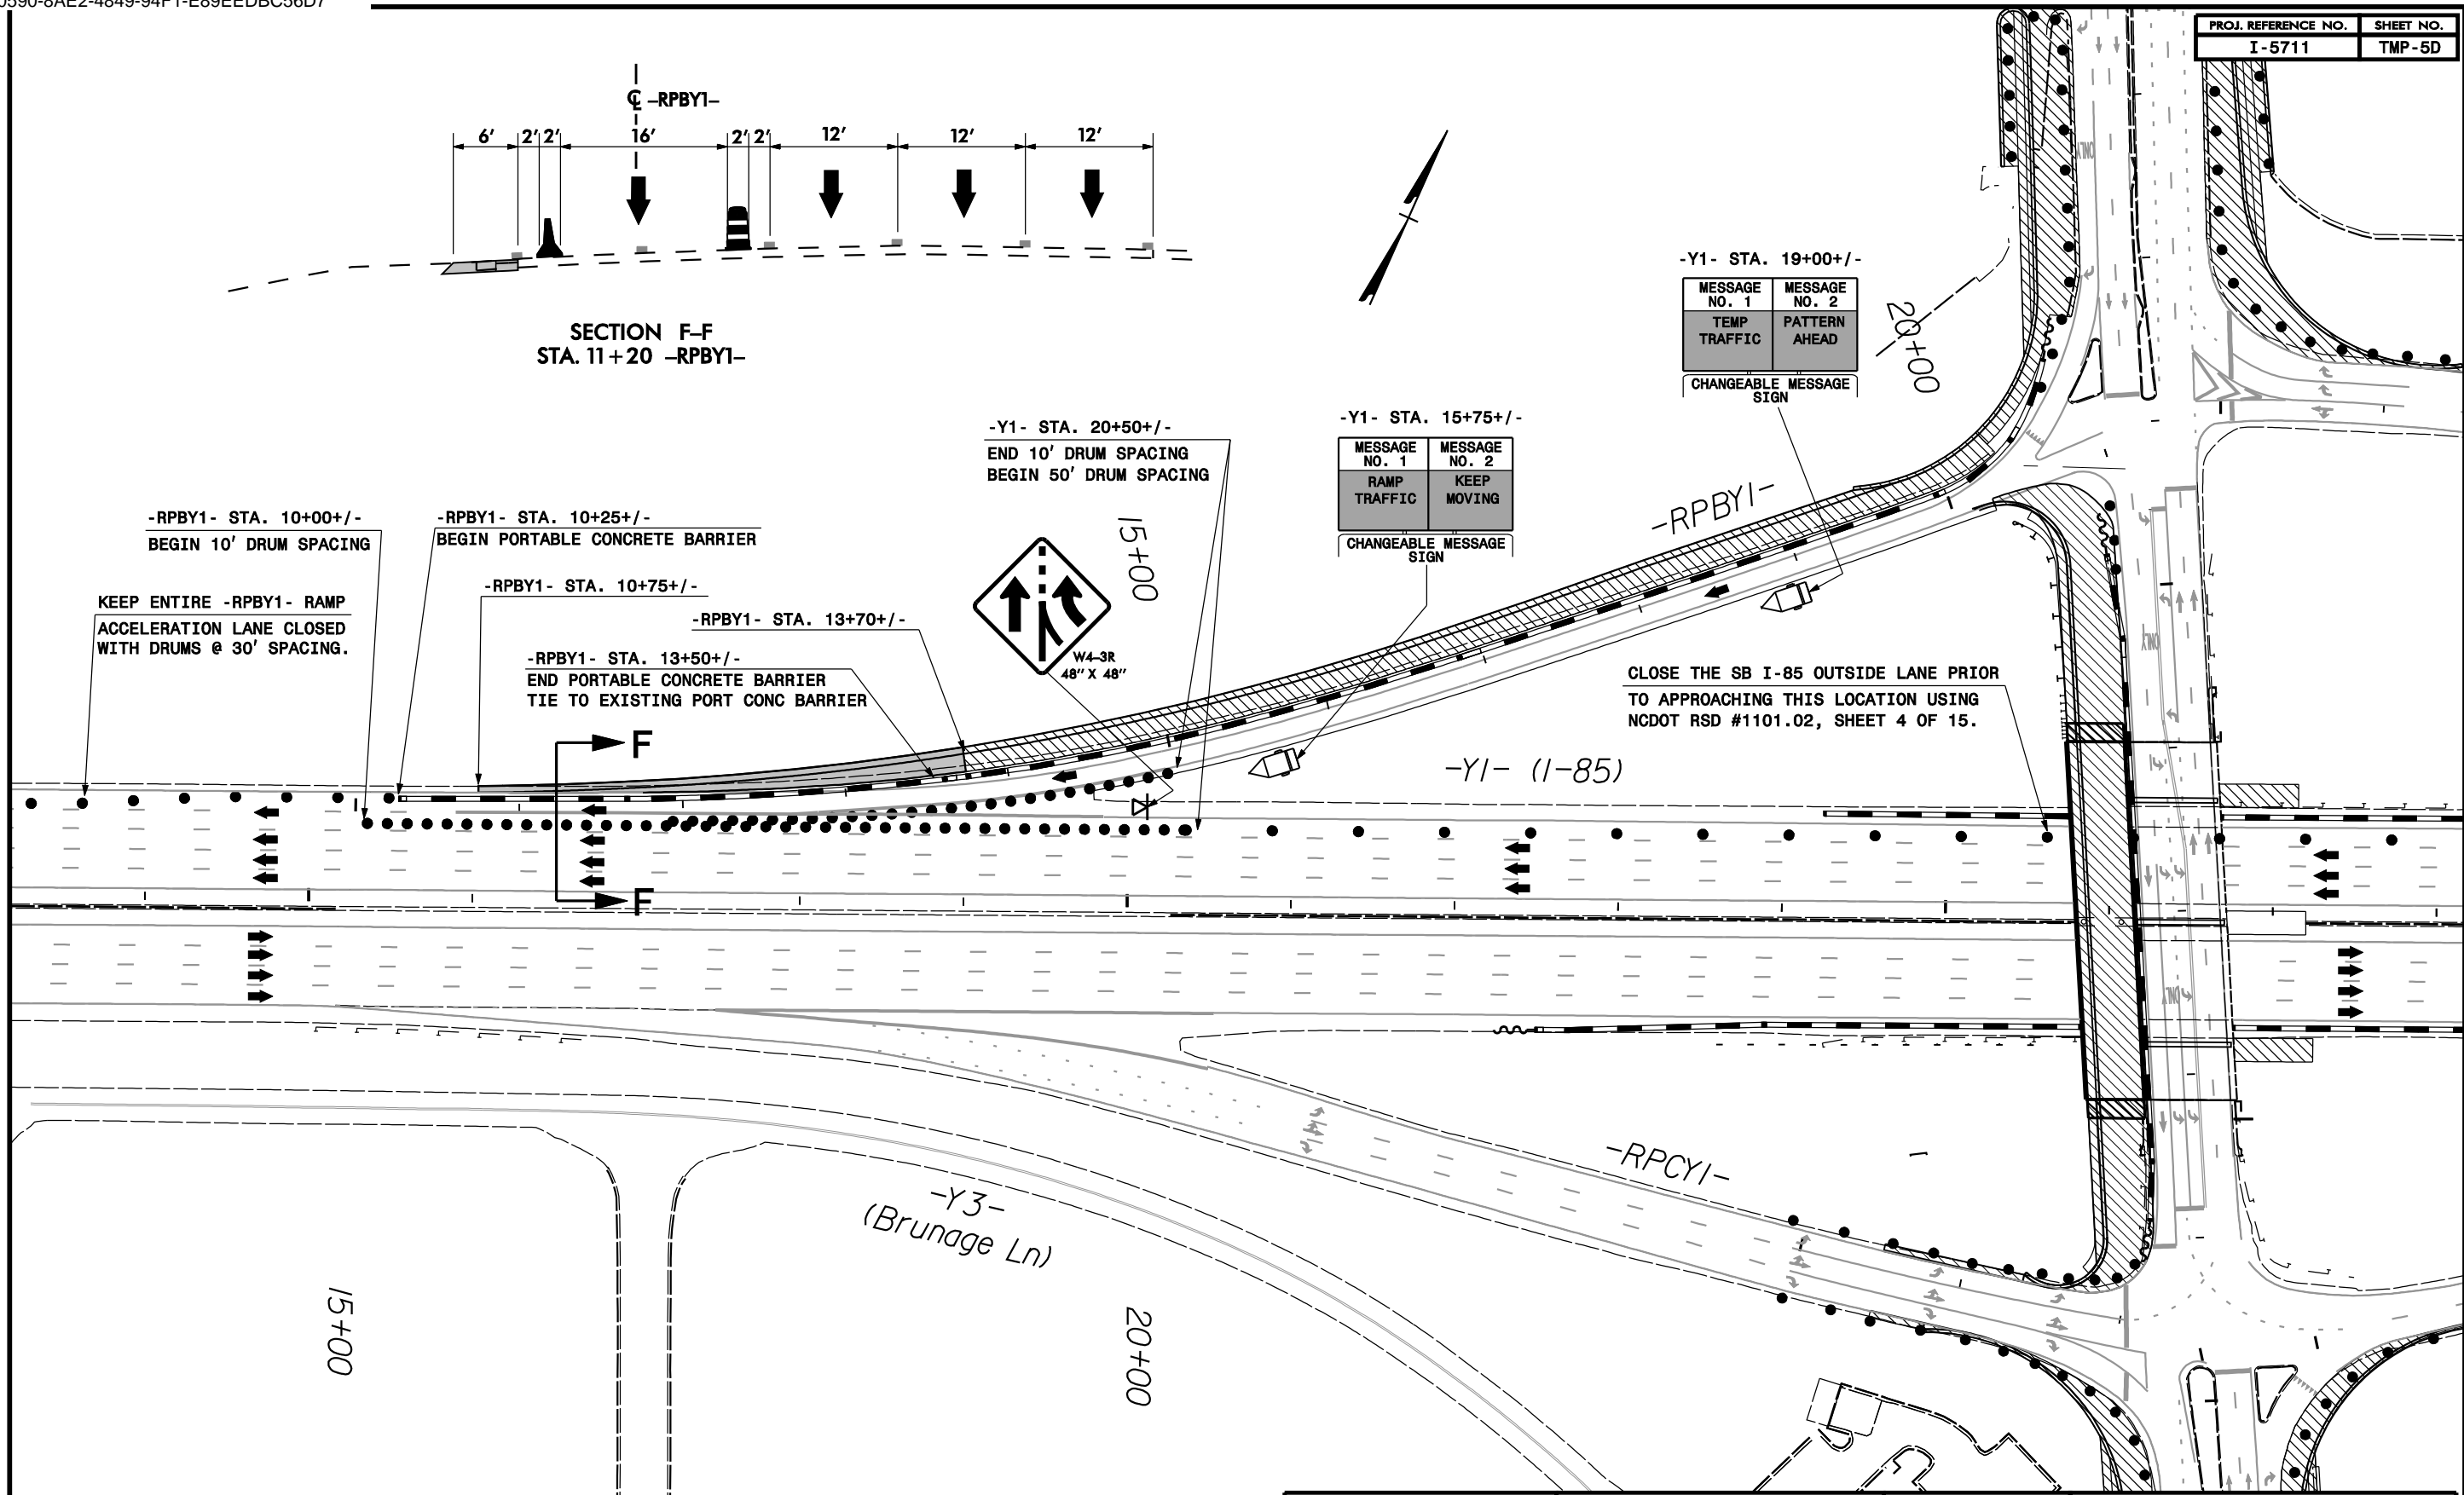 0590-8AE2-4849-94F1-E89EEDBC56D7
PROJ. REFERENCE NO. SHEET NO.
I-5711 TMP-5D
℄ –RPBY1–
6' 2' 2' 16' 2' 2' 12' 12' 12'
SECTION F–F
STA. 11+20 –RPBY1–
-Y1- STA. 19+00+/-
MESSAGE NO. 1 MESSAGE NO. 2
TEMP TRAFFIC PATTERN AHEAD
CHANGEABLE MESSAGE
SIGN
20+00
-Y1- STA. 15+75+/-
MESSAGE NO. 1 MESSAGE NO. 2
RAMP TRAFFIC KEEP MOVING
CHANGEABLE MESSAGE
SIGN
-Y1- STA. 20+50+/-
END 10' DRUM SPACING
BEGIN 50' DRUM SPACING
15+00
-RPBY1-
-RPBY1- STA. 10+00+/-
BEGIN 10' DRUM SPACING
-RPBY1- STA. 10+25+/-
BEGIN PORTABLE CONCRETE BARRIER
-RPBY1- STA. 10+75+/-
-RPBY1- STA. 13+70+/-
KEEP ENTIRE -RPBY1- RAMP
ACCELERATION LANE CLOSED
WITH DRUMS @ 30' SPACING.
-RPBY1- STA. 13+50+/-
END PORTABLE CONCRETE BARRIER
TIE TO EXISTING PORT CONC BARRIER
W4–3R
48" X 48"
CLOSE THE SB I-85 OUTSIDE LANE PRIOR
TO APPROACHING THIS LOCATION USING
NCDOT RSD #1101.02, SHEET 4 OF 15.
F
F
-Y1- (I-85)
ONLY
ONLY
ONLY
-RPCY1-
-Y3-
(Brunage Ln)
15+00
20+00